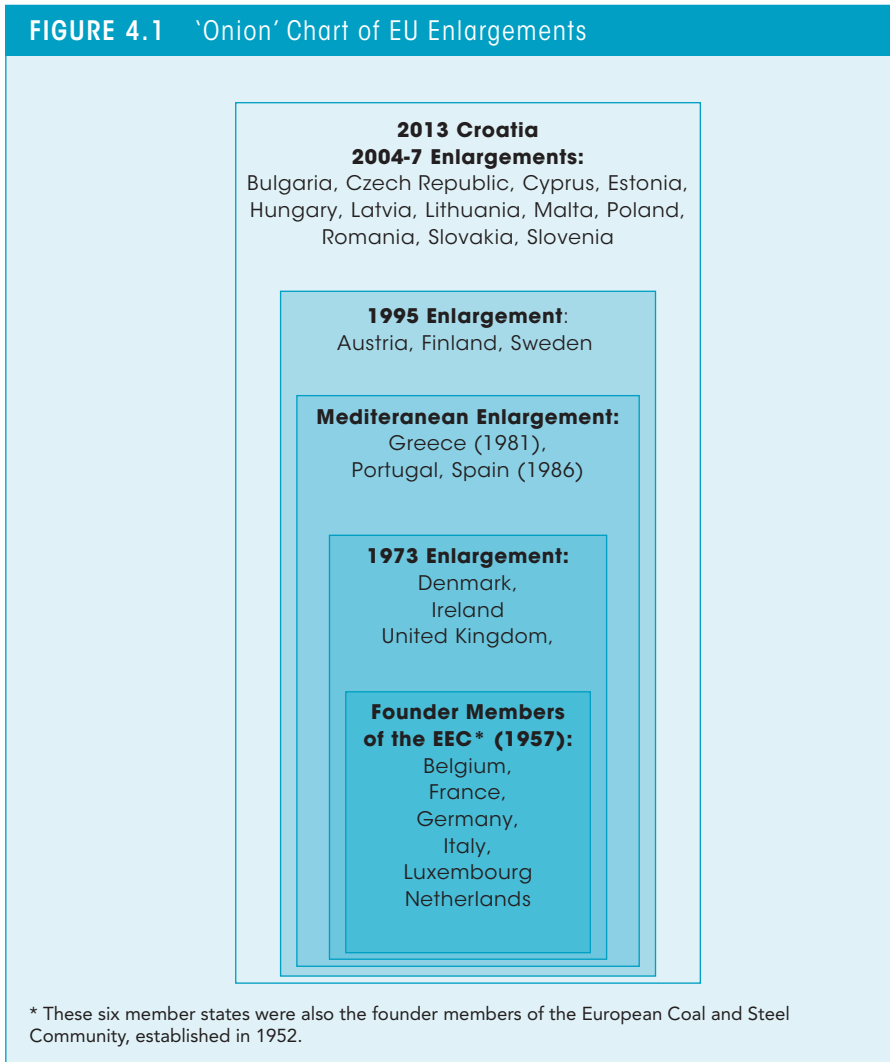 FIGURE 4.1 ‘Onion’ Chart of EU Enlargements
2013 Croatia
2004-7 Enlargements:
Bulgaria, Czech Republic, Cyprus, Estonia,
Hungary, Latvia, Lithuania, Malta, Poland,
Romania, Slovakia, Slovenia
1995 Enlargement:
Austria, Finland, Sweden
Mediteranean Enlargement:
Greece (1981),
Portugal, Spain (1986)
1973 Enlargement:
Denmark,
Ireland
United Kingdom,
Founder Members
of the EEC* (1957):
Belgium,
France,
Germany,
Italy,
Luxembourg
Netherlands
* These six member states were also the founder members of the European Coal and Steel
Community, established in 1952.